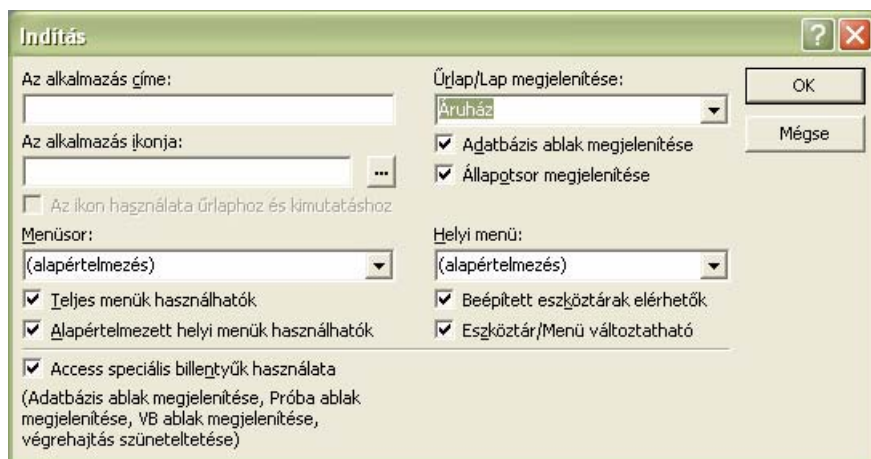 Indítás
Az alkalmazás címe:
Űrlap/Lap megjelenítése:
OK
Áruház
Az alkalmazás ikonja:
Adatbázis ablak megjelenítése
Mégse
...
Állapotsor megjelenítése
Az ikon használata űrlaphoz és kimutatáshoz
Menüsor:
Helyi menü:
(alapértelmezés)
(alapértelmezés)
Teljes menük használhatók
Beépített eszköztárak elérhetők
Alapértelmezett helyi menük használhatók
Eszköztár/Menü változtatható
Access speciális billentyűk használata
(Adatbázis ablak megjelenítése, Próba ablak
megjelenítése, VB ablak megjelenítése,
végrehajtás szüneteltetése)